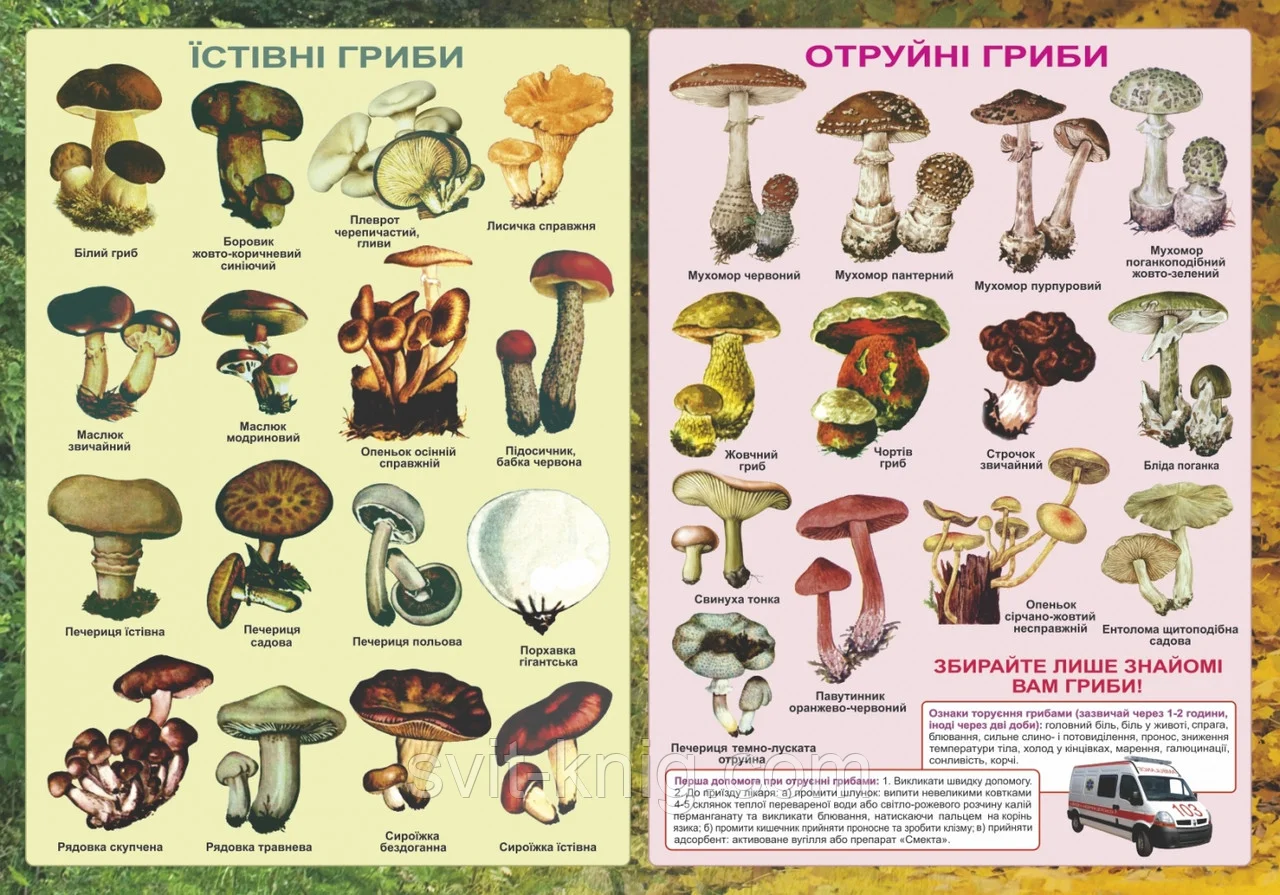 ЇСТІВНІ ГРИБИ
Білий гриб
Боровик
жовто-коричневий
синіючий
Плеврот
черепичастий,
гливи
Лисичка справжня
Маслюк
звичайний
Маслюк
модриновий
Опеньок осінній
справжній
Підосичник,
бабка червона
Печериця їстівна
Печериця
садова
Печериця польова
Порхавка
гігантська
Рядовка скупчена
Рядовка травнева
Сироїжка
бездоганна
Сироїжка їстівна
ОТРУЙНІ ГРИБИ
Мухомор червоний
Мухомор пантерний
Мухомор пурпуровий
Мухомор
поганкоподібний
жовто-зелений
Жовчний
гриб
Чортів
гриб
Строчок
звичайний
Бліда поганка
Свинуха тонка
Павутинник
оранжево-червоний
Опеньок
сірчано-жовтий
несправжній
Ентолома щитоподібна
садова
Печериця темно-луската
отруйна
ЗБИРАЙТЕ ЛИШЕ ЗНАЙОМІ
ВАМ ГРИБИ!
Ознаки торуєння грибами (зазвичай через 1-2 години,
іноді через дві доби): головний біль, біль у животі, спрага,
блювання, сильне слино- і потовиділення, пронос, зниження
температури тіла, холод у кінцівках, марення, галюцинації,
сонливість, корчі.
Перша допомога при отруєнні грибами: 1. Викликати швидку допомогу.
2. До приїзду лікаря: а) яромити шлунок: випити невеликими ковтками
4-5 склянок теплої перевареної води або світло-рожевого розчину калій
перманганату та викликати блювання, натискаючи пальцем на корінь
язика; б) промити кишечник прийняти проносне та зробити клізму; в) прийняти
адсорбент: активоване вугілля або препарат «Смекта».
103
svit-knig.com.ua